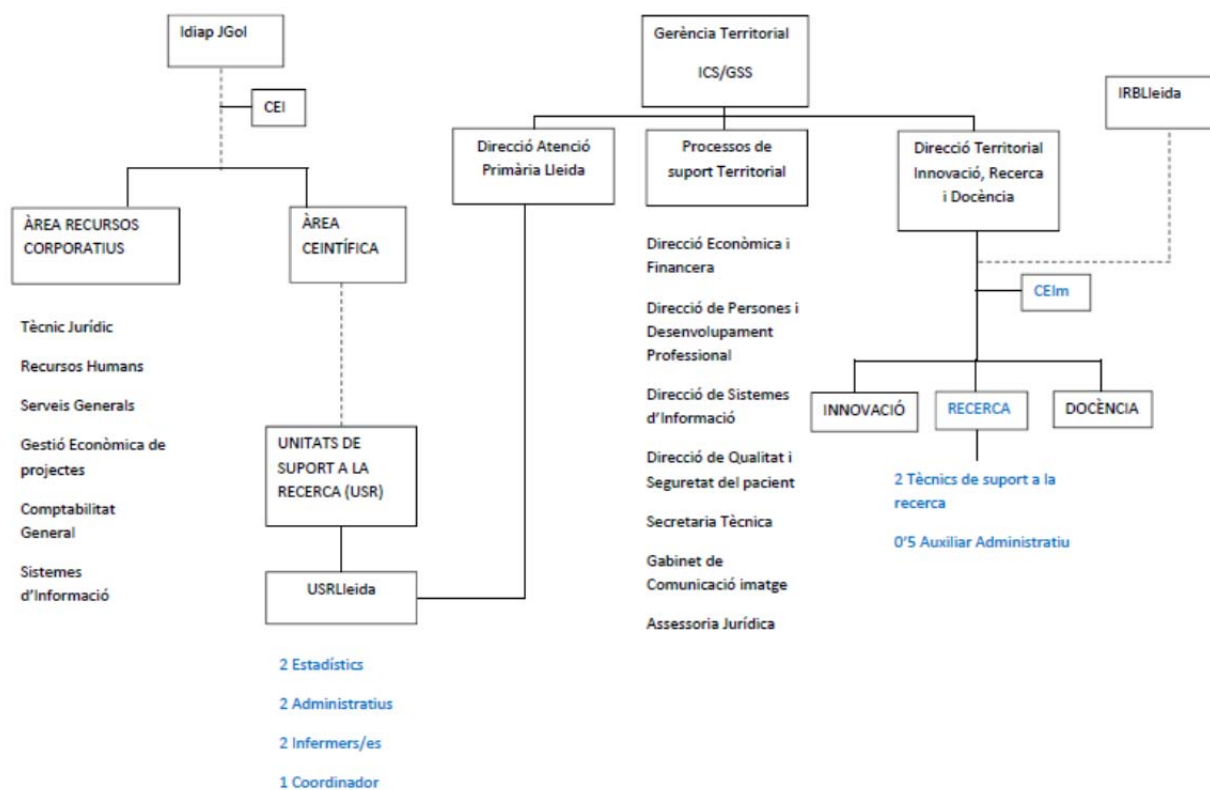 Idiap JGol
CEI
ÀREA RECURSOS
CORPORATIUS
ÀREA
CEINTÍFICA
Tècnic Jurídic
Recursos Humans
Serveis Generals
Gestió Econòmica de
projectes
Comptabilitat
General
Sistemes
d'Informació
UNITATS DE
SUPORT A LA
RECERCA (USR)
USRLleida
2 Estadístics
2 Administratius
2 Infermers/es
1 Coordinador
Gerència Territorial
ICS/GSS
Direcció Atenció
Primària Lleida
Processos de
suport Territorial
Direcció Territorial
Innovació, Recerca
i Docència
IRBLleida
Direcció Econòmica i
Financera
Direcció de Persones i
Desenvolupament
Professional
Direcció de Sistemes
d'Informació
Direcció de Qualitat i
Seguretat del pacient
Secretaria Tècnica
Gabinet de
Comunicació imatge
Assessoria Jurídica
CEIm
INNOVACIÓ
RECERCA
DOCÈNCIA
2 Tècnics de suport a la
recerca
0'5 Auxiliar Administratiu